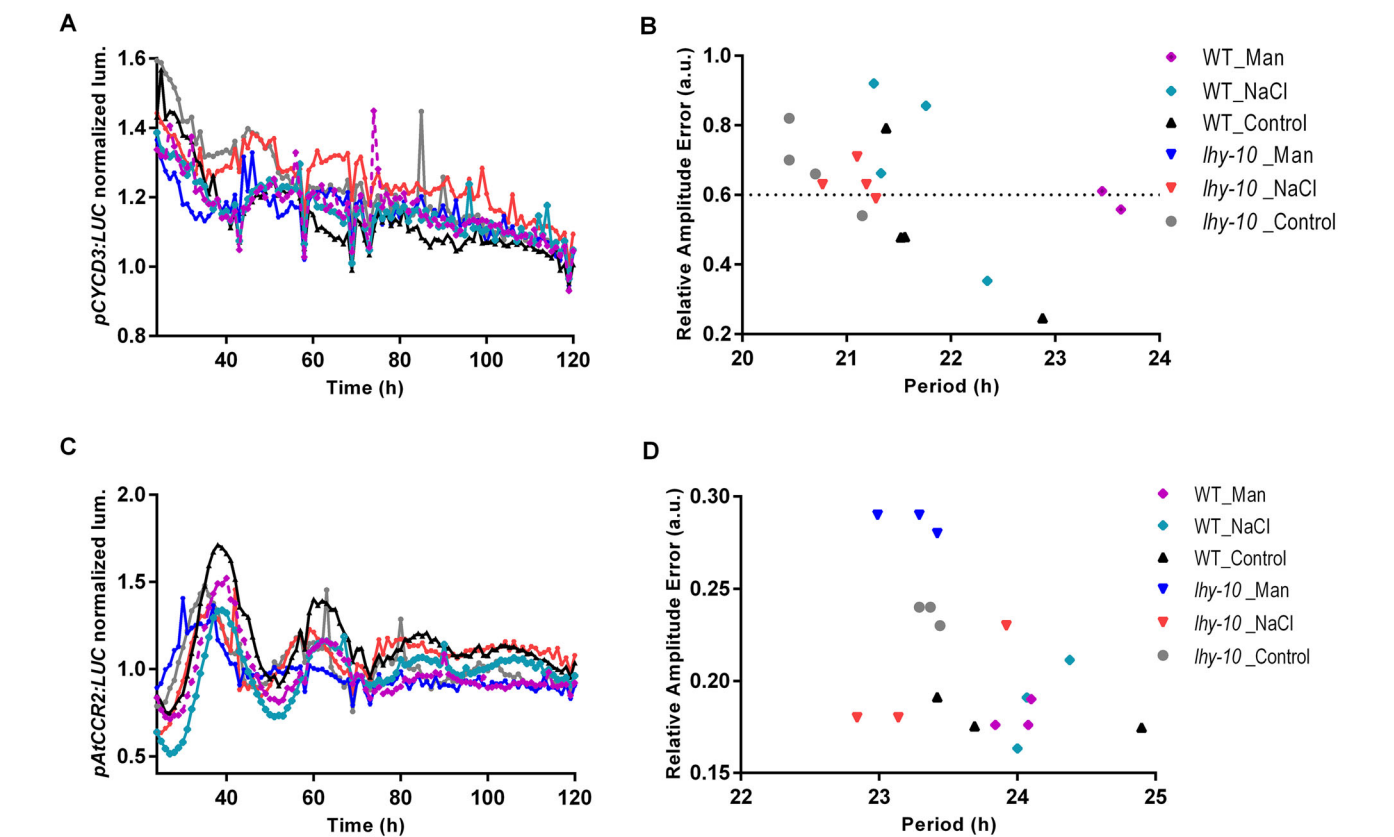 A
pCYCD3:LUC normalized lum.
1.6
1.4
1.2
1.0
0.8
40 60 80 100 120
Time (h)
B
Relative Amplitude Error (a.u.)
1.0
0.8
0.6
0.4
0.2
20 21 22 23 24
Period (h)
WT_Man
WT_NaCl
WT_Control
lhy-10 _Man
lhy-10 _NaCl
lhy-10 _Control
C
pAtCCR2:LUC normalized lum.
2.0
1.5
1.0
0.5
40 60 80 100 120
Time (h)
D
Relative Amplitude Error (a.u.)
0.30
0.25
0.20
0.15
22 23 24 25
Period (h)
WT_Man
WT_NaCl
WT_Control
lhy-10 _Man
lhy-10 _NaCl
lhy-10 _Control